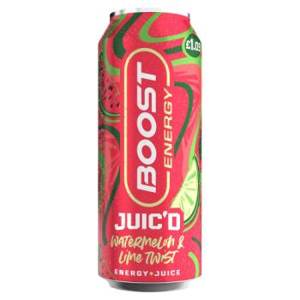 £1.09
BOOST
ENERGY
JUIC'D
WATERMELON &
LIME TWIST
ENERGY+JUICE